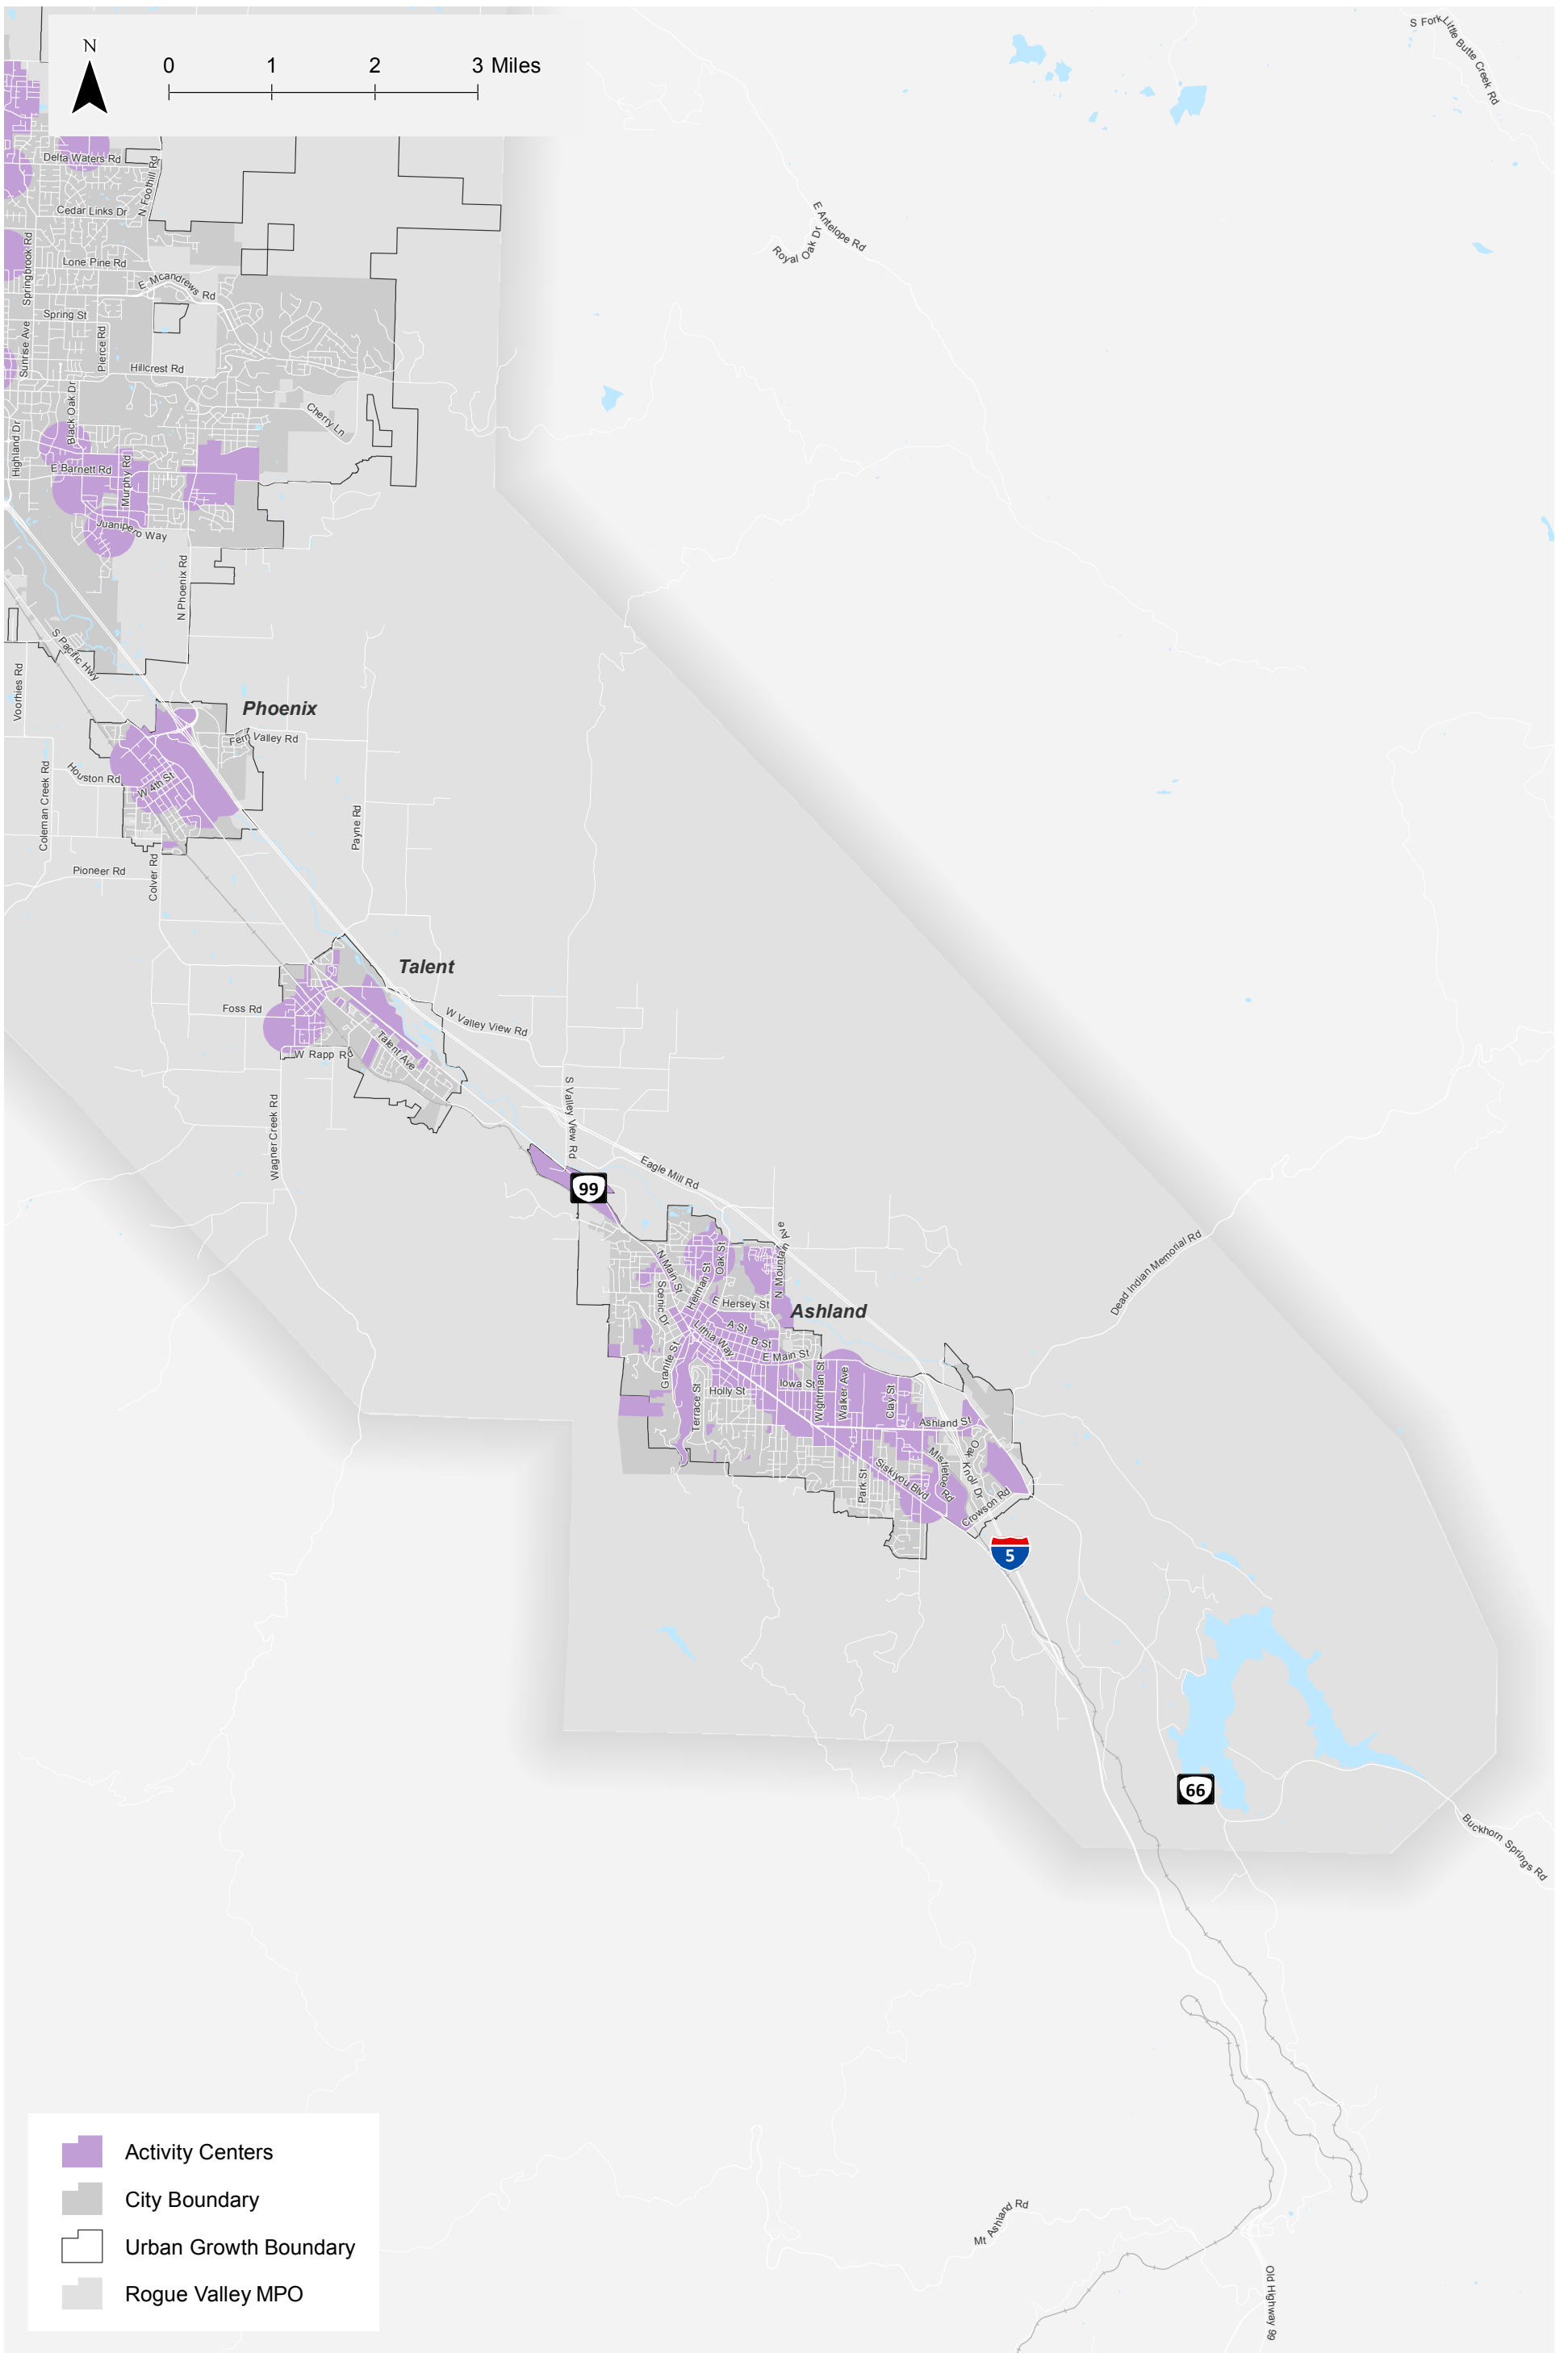 N
0 1 2 3 Miles
S Fork Little Butte Creek Rd
Delta Waters Rd
N Foothill Rd
Cedar Links Dr
E Antelope Rd
Royal Oak Dr
Springbrook Rd
Lone Pine Rd
E Mcandrews Rd
Spring St
Sunrise Ave
Pierce Rd
Hillcrest Rd
Black Oak Dr
Cherry Ln
Highland Dr
E Barnett Rd
Murphy Rd
Juanipero Way
N Phoenix Rd
S Pacific Hwy
Voorhies Rd
Phoenix
Fern Valley Rd
Houston Rd
W 4th St
Coleman Creek Rd
Payne Rd
Pioneer Rd
Colver Rd
Talent
Foss Rd
W Valley View Rd
Talent Ave
W Rapp Rd
Wagner Creek Rd
S Valley View Rd
Eagle Mill Rd
99
N Mountain Ave
Oak St
N Main St
Helman St
Scenic Dr
E Hersey St
Ashland
Dead Indian Memorial Rd
A St
Lithia Way
B St
E Main St
Granite St
Iowa St
Wightman St
Walker Ave
Clay St
Holly St
Terrace St
Ashland St
Oak Knoll Dr
Mistletoe Rd
Siskiyou Blvd
Park St
Crowson Rd
5
66
Buckhorn Springs Rd
Activity Centers
City Boundary
Urban Growth Boundary
Rogue Valley MPO
Mt Ashland Rd
Old Highway 99